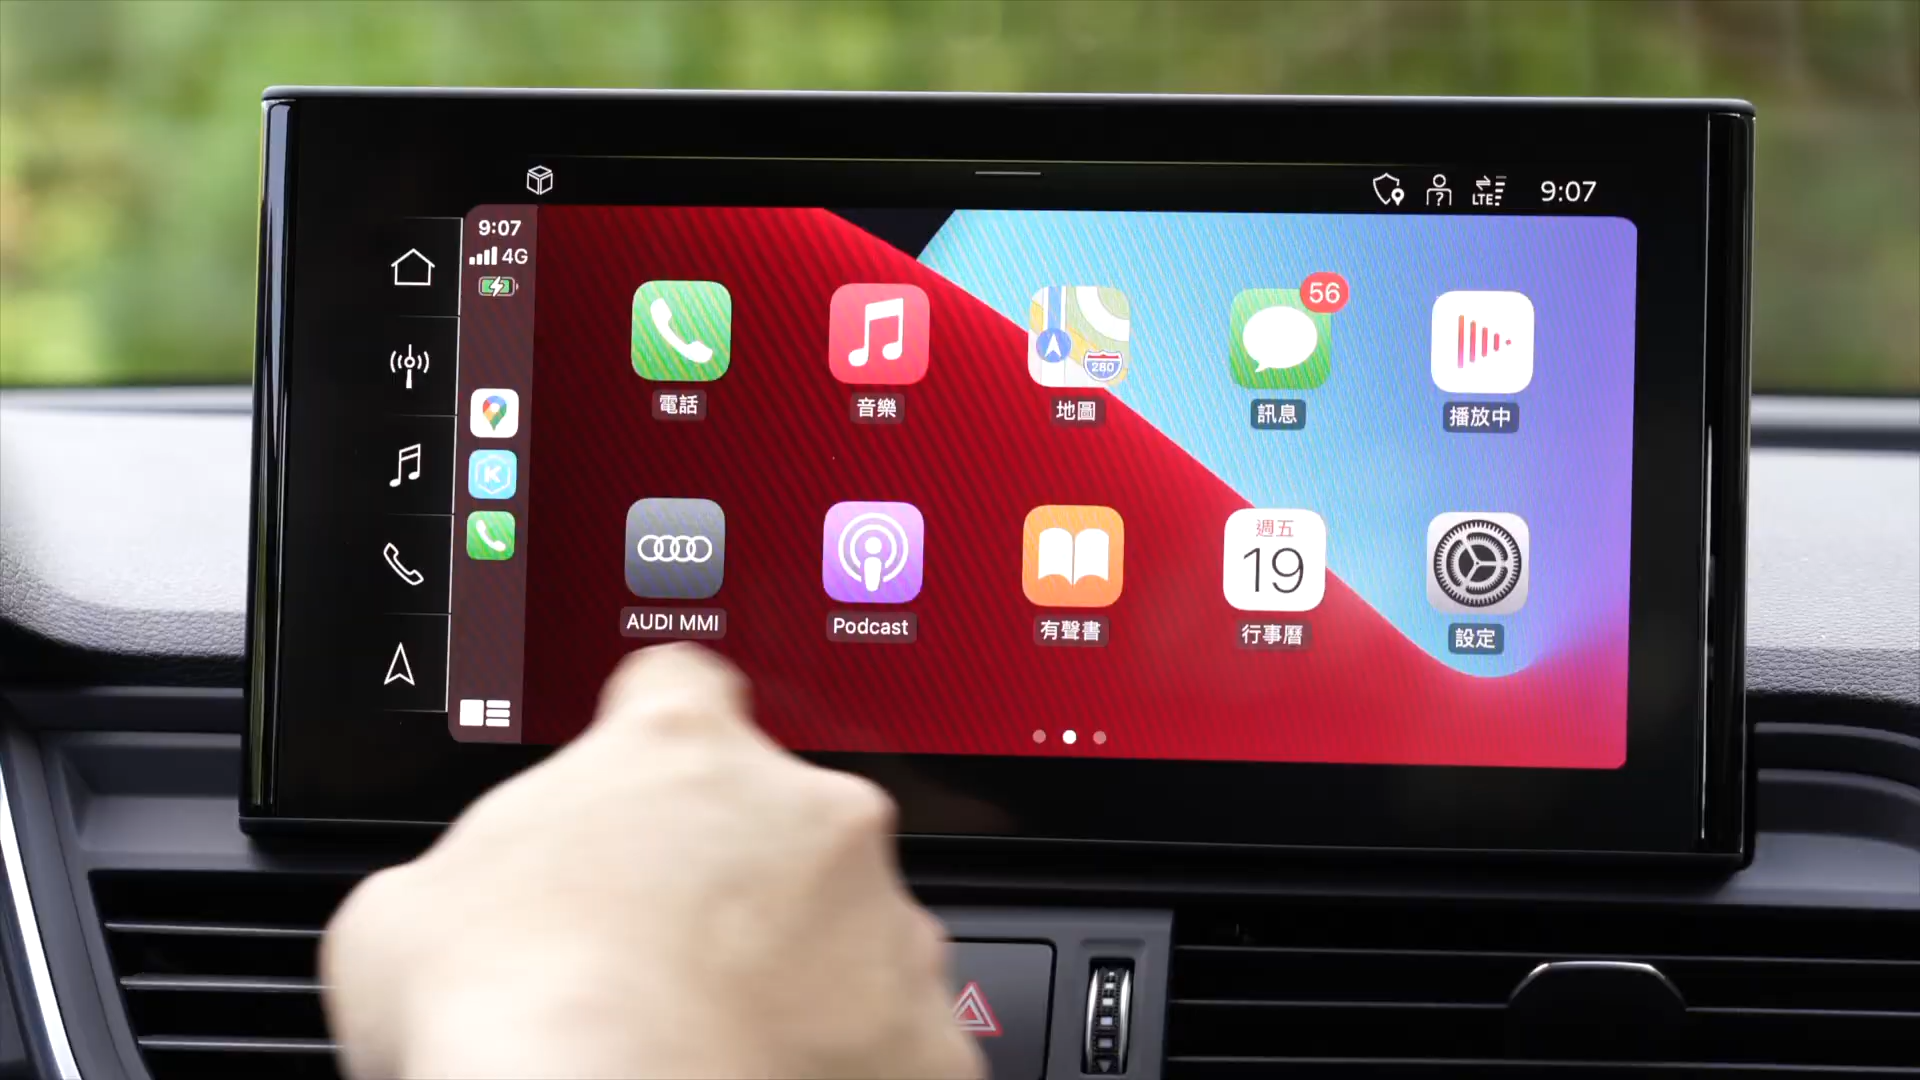 LTE 9:07
9:07
4G
電話
音樂
280
地圖
56
訊息
播放中
K
AUDI MMI
Podcast
有聲書
週五
19
行事曆
設定